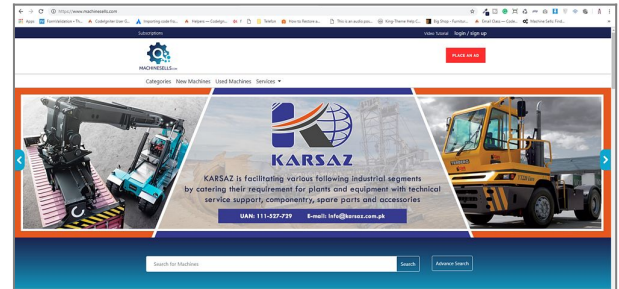 https://www.machinesells.com
Apps
Subscriptions
Video Tutorial login / sign up
MACHINESELLS.com
PLACE AN AD
Categories New Machines Used Machines Services
KARSAZ
KARSAZ is facilitating various following industrial segments
by catering their requirement for plants and equipment with technical
service support, componentry, spare parts and accessories
UAN: 111-527-729 E-mail: info@karsaz.com.pk
Search for Machines
Search
Advance Search